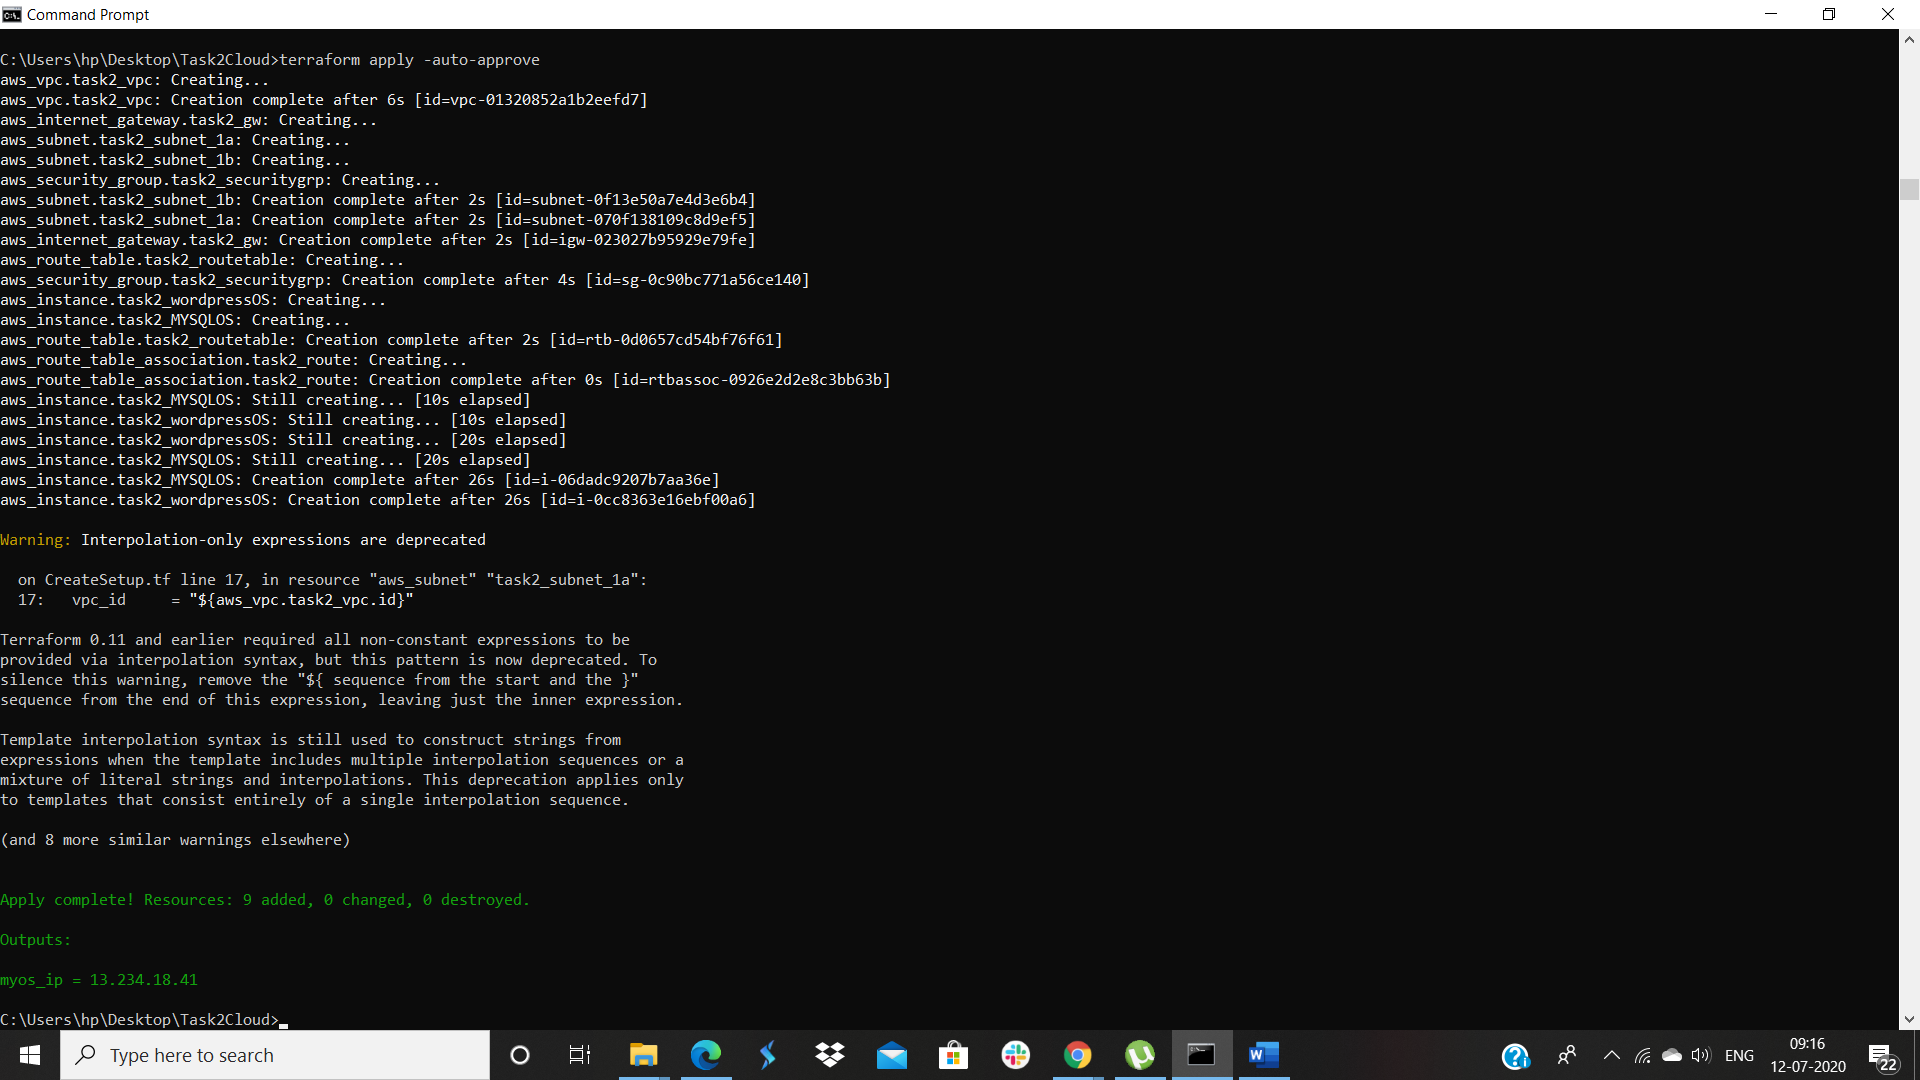 Command Prompt
C:\Users\hp\Desktop\Task2Cloud>terraform apply -auto-approve
aws_vpc.task2_vpc: Creating...
aws_vpc.task2_vpc: Creation complete after 6s [id=vpc-01320852a1b2eefd7]
aws_internet_gateway.task2_gw: Creating...
aws_subnet.task2_subnet_1a: Creating...
aws_subnet.task2_subnet_1b: Creating...
aws_security_group.task2_securitygrp: Creating...
aws_subnet.task2_subnet_1b: Creation complete after 2s [id=subnet-0f13e50a7e4d3e6b4]
aws_subnet.task2_subnet_1a: Creation complete after 2s [id=subnet-070f138109c8d9ef5]
aws_internet_gateway.task2_gw: Creation complete after 2s [id=igw-023027b95929e79fe]
aws_route_table.task2_routetable: Creating...
aws_security_group.task2_securitygrp: Creation complete after 4s [id=sg-0c90bc771a56ce140]
aws_instance.task2_wordpressOS: Creating...
aws_instance.task2_MYSQLOS: Creating...
aws_route_table.task2_routetable: Creation complete after 2s [id=rtb-0d0657cd54bf76f61]
aws_route_table_association.task2_route: Creating...
aws_route_table_association.task2_route: Creation complete after 0s [id=rtbassoc-0926e2d2e8c3bb63b]
aws_instance.task2_MYSQLOS: Still creating... [10s elapsed]
aws_instance.task2_wordpressOS: Still creating... [10s elapsed]
aws_instance.task2_wordpressOS: Still creating... [20s elapsed]
aws_instance.task2_MYSQLOS: Still creating... [20s elapsed]
aws_instance.task2_MYSQLOS: Creation complete after 26s [id=i-06dadc9207b7aa36e]
aws_instance.task2_wordpressOS: Creation complete after 26s [id=i-0cc8363e16ebf00a6]
Warning: Interpolation-only expressions are deprecated
on CreateSetup.tf line 17, in resource "aws_subnet" "task2_subnet_1a":
17:   vpc_id     = "${aws_vpc.task2_vpc.id}"
Terraform 0.11 and earlier required all non-constant expressions to be
provided via interpolation syntax, but this pattern is now deprecated. To
silence this warning, remove the "${ sequence from the start and the }"
sequence from the end of this expression, leaving just the inner expression.
Template interpolation syntax is still used to construct strings from
expressions when the template includes multiple interpolation sequences or a
mixture of literal strings and interpolations. This deprecation applies only
to templates that consist entirely of a single interpolation sequence.
(and 8 more similar warnings elsewhere)
Apply complete! Resources: 9 added, 0 changed, 0 destroyed.
Outputs:
myos_ip = 13.234.18.41
C:\Users\hp\Desktop\Task2Cloud>
Type here to search
ENG
09:16
12-07-2020
22